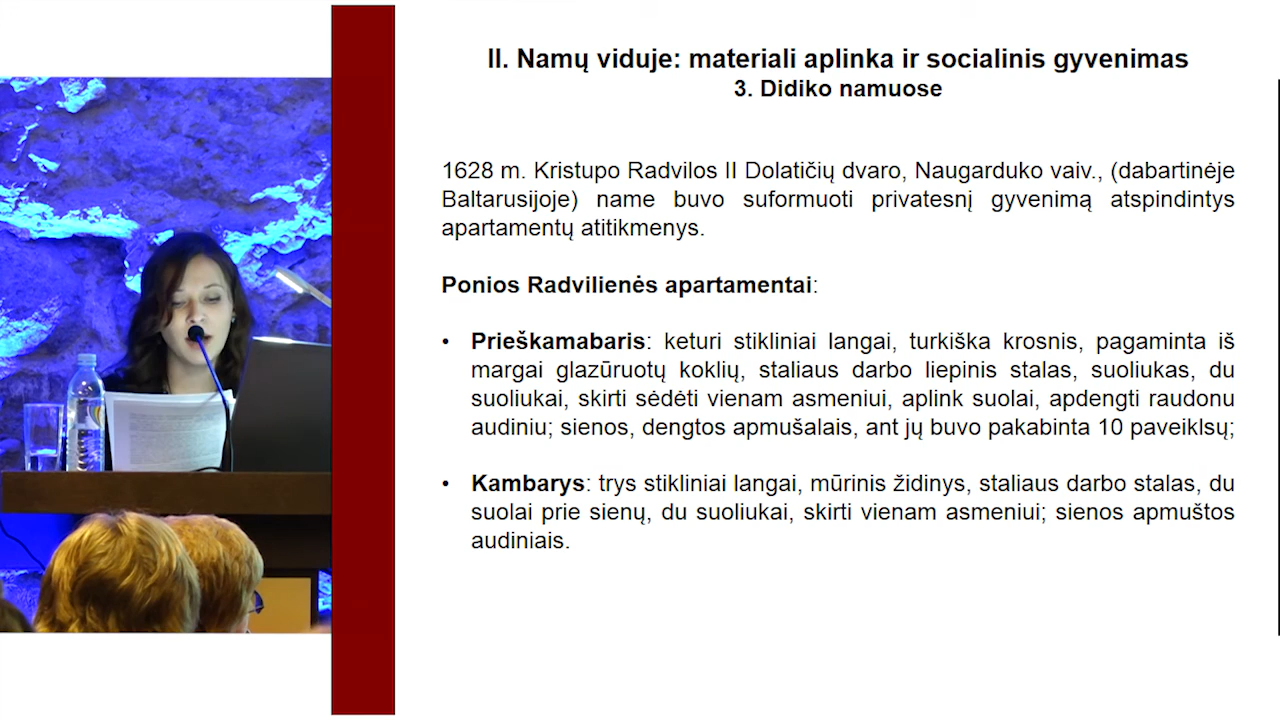 II. Namų viduje: materiali aplinka ir socialinis gyvenimas
3. Didiko namuose
1628 m. Kristupo Radvilos II Dolatičių dvaro, Naugarduko vaiv., (dabartinėje
Baltarusijoje) name buvo suformuoti privatesnį gyvenimą atspindintys
apartamentų atitikmenys.
Ponios Radvilienės apartamentai:
• Prieškamabaris: keturi stikliniai langai, turkiška krosnis, pagaminta iš
margai glazūruotų koklių, staliaus darbo liepinis stalas, suoliukas, du
suoliukai, skirti sėdėti vienam asmeniui, aplink suolai, apdengti raudonu
audiniu; sienos, dengtos apmušalais, ant jų buvo pakabinta 10 paveiklsų;
• Kambarys: trys stikliniai langai, mūrinis židinys, staliaus darbo stalas, du
suolai prie sienų, du suoliukai, skirti vienam asmeniui; sienos apmuštos
audiniais.